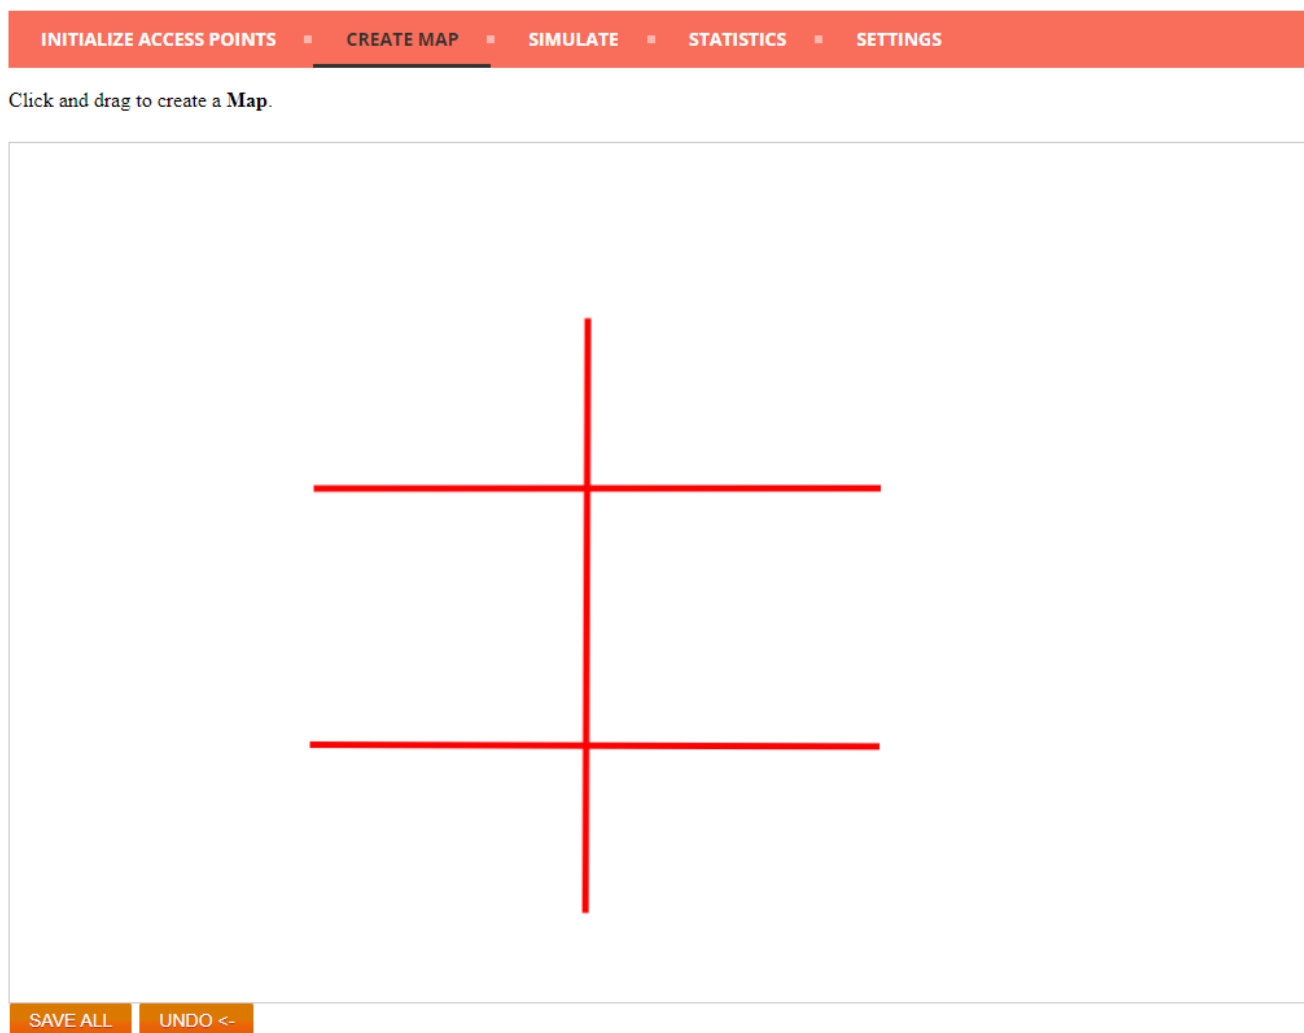 INITIALIZE ACCESS POINTS CREATE MAP SIMULATE STATISTICS SETTINGS
Click and drag to create a Map.
SAVE ALL UNDO <-